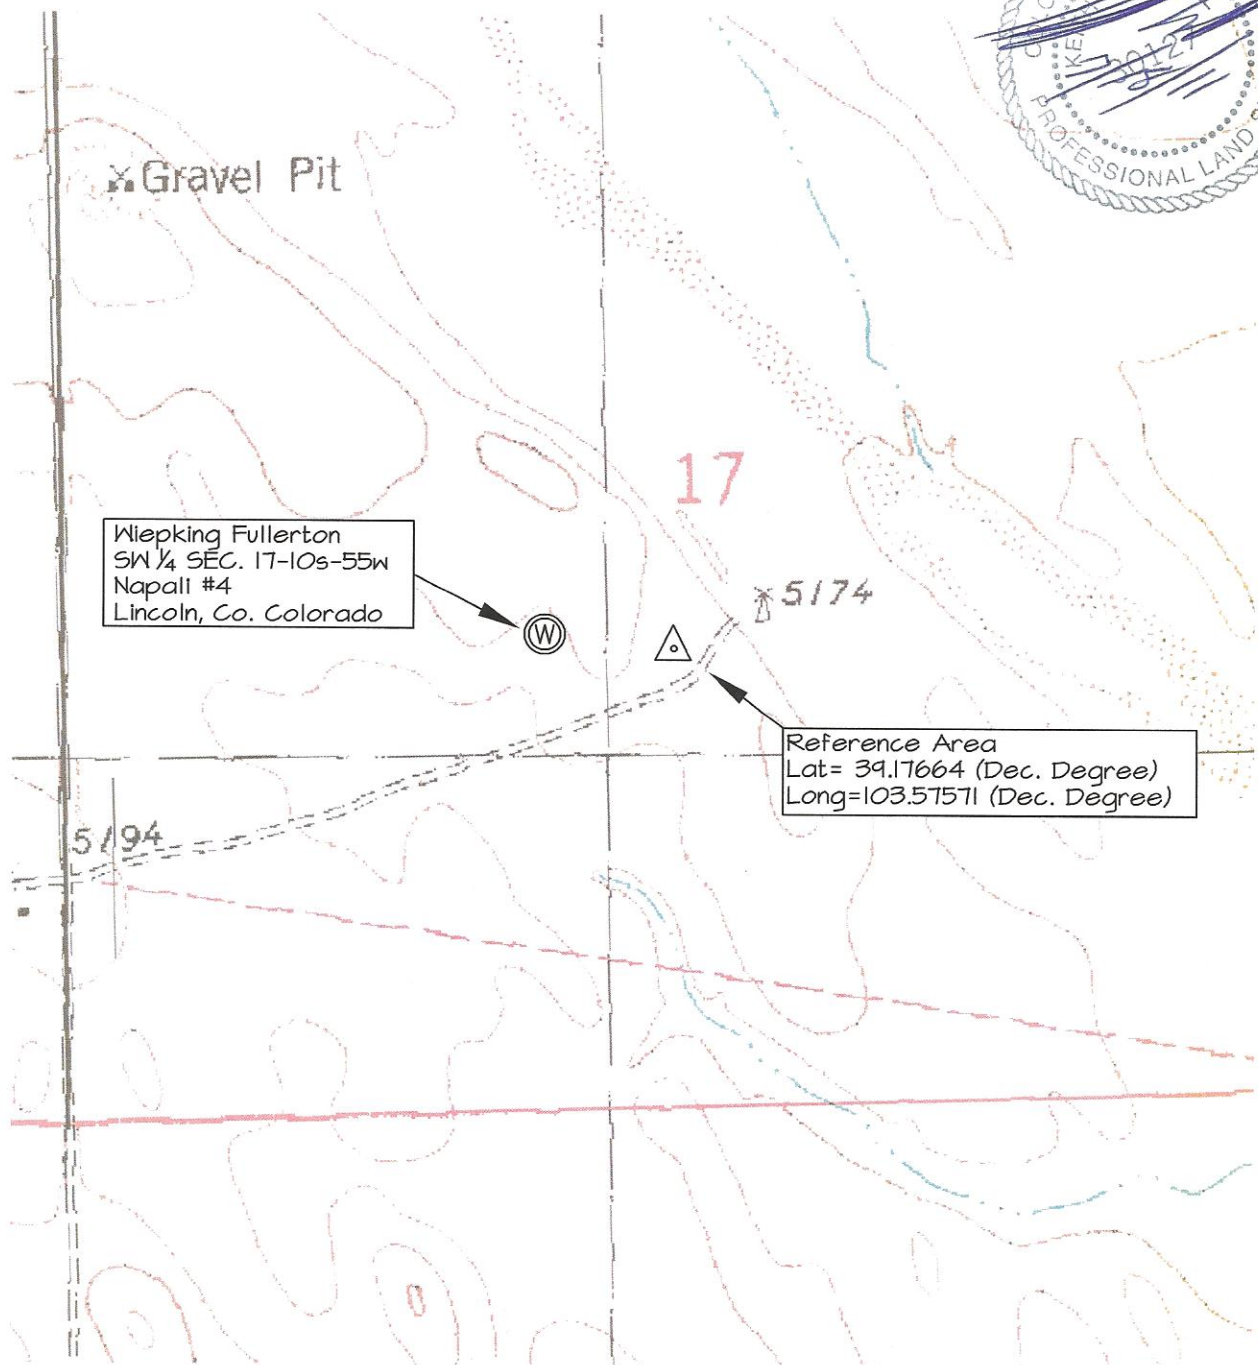 Gravel Pit
17
Wiepking Fullerton
SW ¼ SEC. 17-10s-55w
Napali #4
Lincoln, Co. Colorado
W
5174
Reference Area
Lat= 39.17664 (Dec. Degree)
Long=103.57571 (Dec. Degree)
5194
PROFESSIONAL LAND